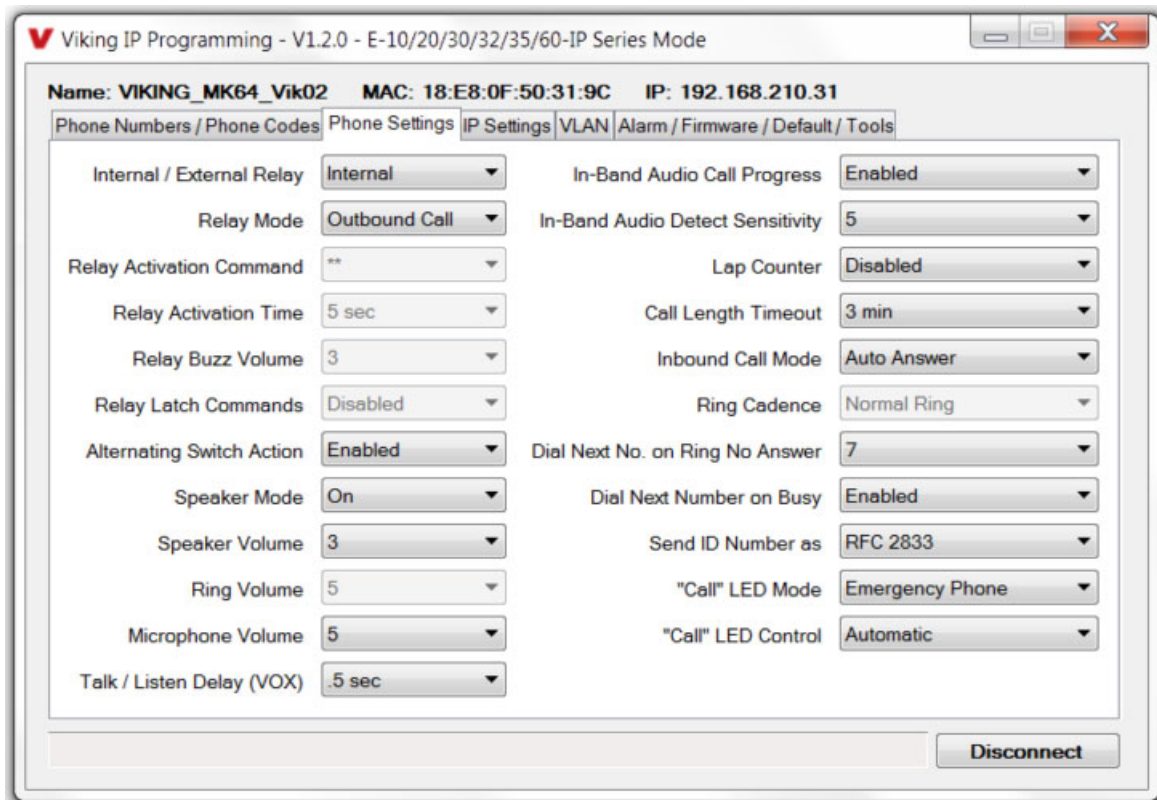 Viking IP Programming - V1.2.0 - E-10/20/30/32/35/60-IP Series Mode
Name: VIKING_MK64_Vik02 MAC: 18:E8:0F:50:31:9C IP: 192.168.210.31
Phone Numbers / Phone Codes Phone Settings IP Settings VLAN Alarm / Firmware / Default / Tools
Internal / External Relay Internal In-Band Audio Call Progress Enabled
Relay Mode Outbound Call In-Band Audio Detect Sensitivity 5
Relay Activation Command ** Lap Counter Disabled
Relay Activation Time 5 sec Call Length Timeout 3 min
Relay Buzz Volume 3 Inbound Call Mode Auto Answer
Relay Latch Commands Disabled Ring Cadence Normal Ring
Alternating Switch Action Enabled Dial Next No. on Ring No Answer 7
Speaker Mode On Dial Next Number on Busy Enabled
Speaker Volume 3 Send ID Number as RFC 2833
Ring Volume 5 "Call" LED Mode Emergency Phone
Microphone Volume 5 "Call" LED Control Automatic
Talk / Listen Delay (VOX) .5 sec
Disconnect